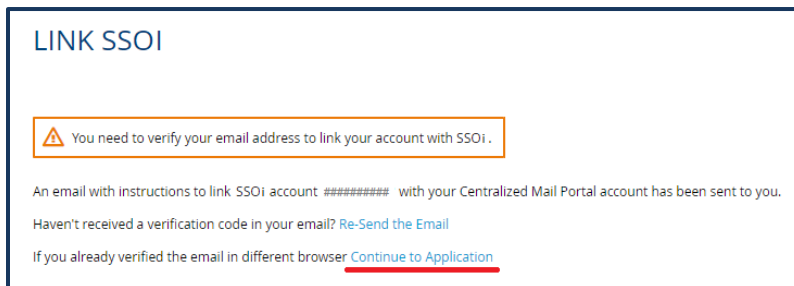 LINK SSOI
You need to verify your email address to link your account with SSOi.
An email with instructions to link SSOi account ########## with your Centralized Mail Portal account has been sent to you.
Haven't received a verification code in your email? Re-Send the Email
If you already verified the email in different browser Continue to Application